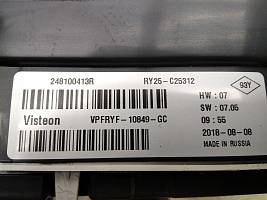 248100413R RY25-C25312 93Y
HW : 07
SW : 07.05
Visteon VPFRYF-10849-GC 09 : 55
2018-08-08
MADE IN RUSSIA